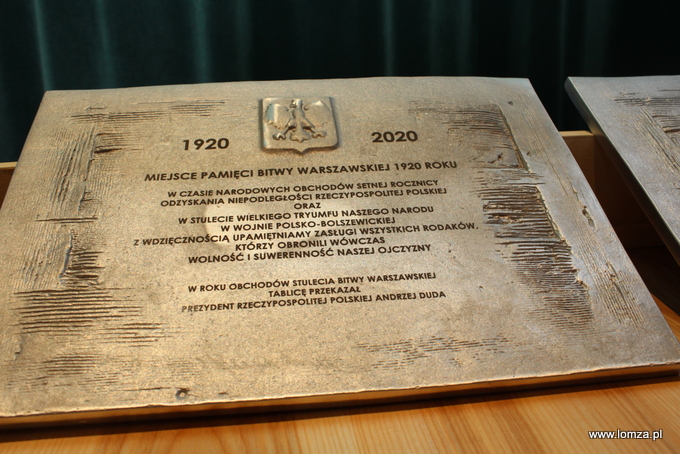 1920 2020
MIEJSCE PAMIĘCI BITWY WARSZAWSKIEJ 1920 ROKU
W CZASIE NARODOWYCH OBCHODÓW SETNEJ ROCZNICY
ODZYSKANIA NIEPODLEGŁOŚCI RZECZYPOSPOLITEJ POLSKIEJ
ORAZ
W STULECIE WIELKIEGO TRYUMFU NASZEGO NARODU
W WOJNIE POLSKO-BOLSZEWICKIEJ
Z WDZIĘCZNOŚCIĄ UPAMIĘTNIAMY ZASŁUGI WSZYSTKICH RODAKÓW,
KTÓRZY OBRONILI WÓWCZAS
WOLNOŚĆ I SUWERENNOŚĆ NASZEJ OJCZYZNY
W ROKU OBCHODÓW STULECIA BITWY WARSZAWSKIEJ
TABLICĘ PRZEKAZAŁ
PREZYDENT RZECZYPOSPOLITEJ POLSKIEJ ANDRZEJ DUDA
www.lomza.pl